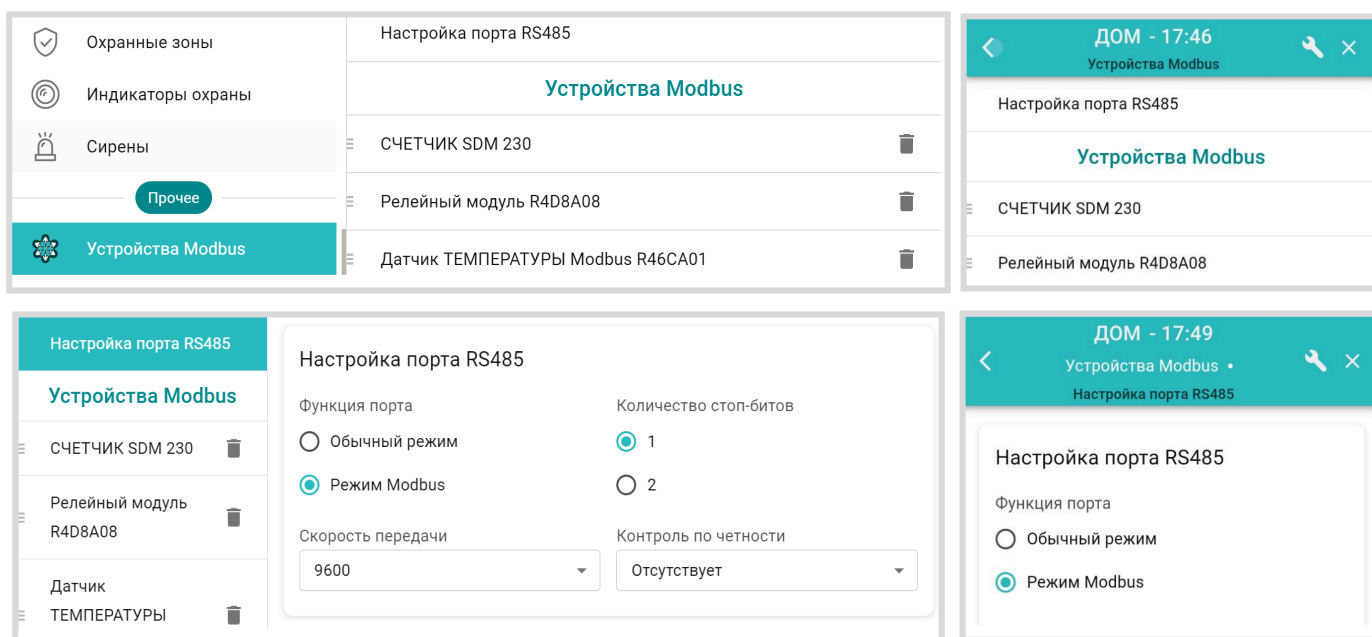 Охранные зоны
Индикаторы охраны
Сирены
Прочее
Устройства Modbus
Настройка порта RS485
Устройства Modbus
СЧЕТЧИК SDM 230
Релейный модуль R4D8A08
Датчик ТЕМПЕРАТУРЫ Modbus R46CA01
ДОМ - 17:46
Устройства Modbus
Настройка порта RS485
Устройства Modbus
СЧЕТЧИК SDM 230
Релейный модуль R4D8A08
Настройка порта RS485
Устройства Modbus
СЧЕТЧИК SDM 230
Релейный модуль
R4D8A08
Датчик
ТЕМПЕРАТУРЫ
Настройка порта RS485
Функция порта
Обычный режим
Режим Modbus
Количество стоп-битов
1
2
Скорость передачи
9600
Контроль по четности
Отсутствует
ДОМ - 17:49
Устройства Modbus •
Настройка порта RS485
Настройка порта RS485
Функция порта
Обычный режим
Режим Modbus